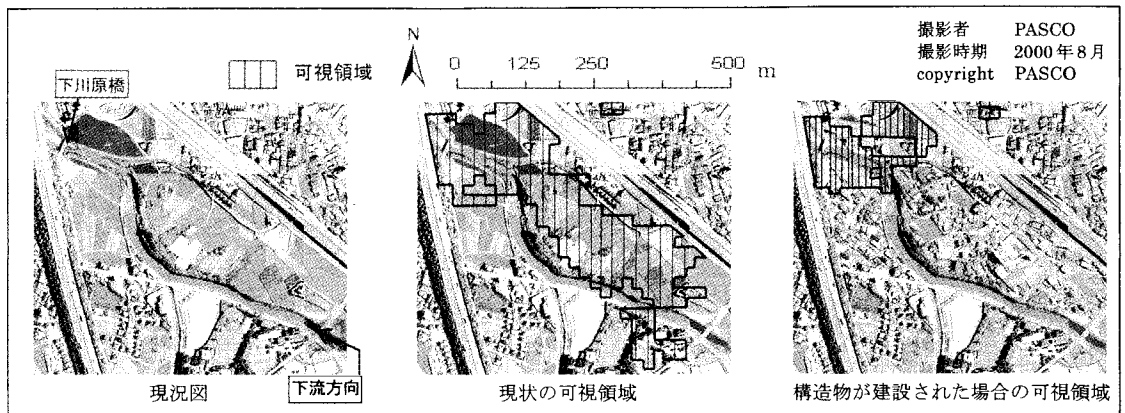 撮影者 PASCO
撮影時期 2000年8月
copyright PASCO
N
0 125 250 500 m
可視領域
下川原橋
下流方向
現況図
現状の可視領域
構造物が建設された場合の可視領域